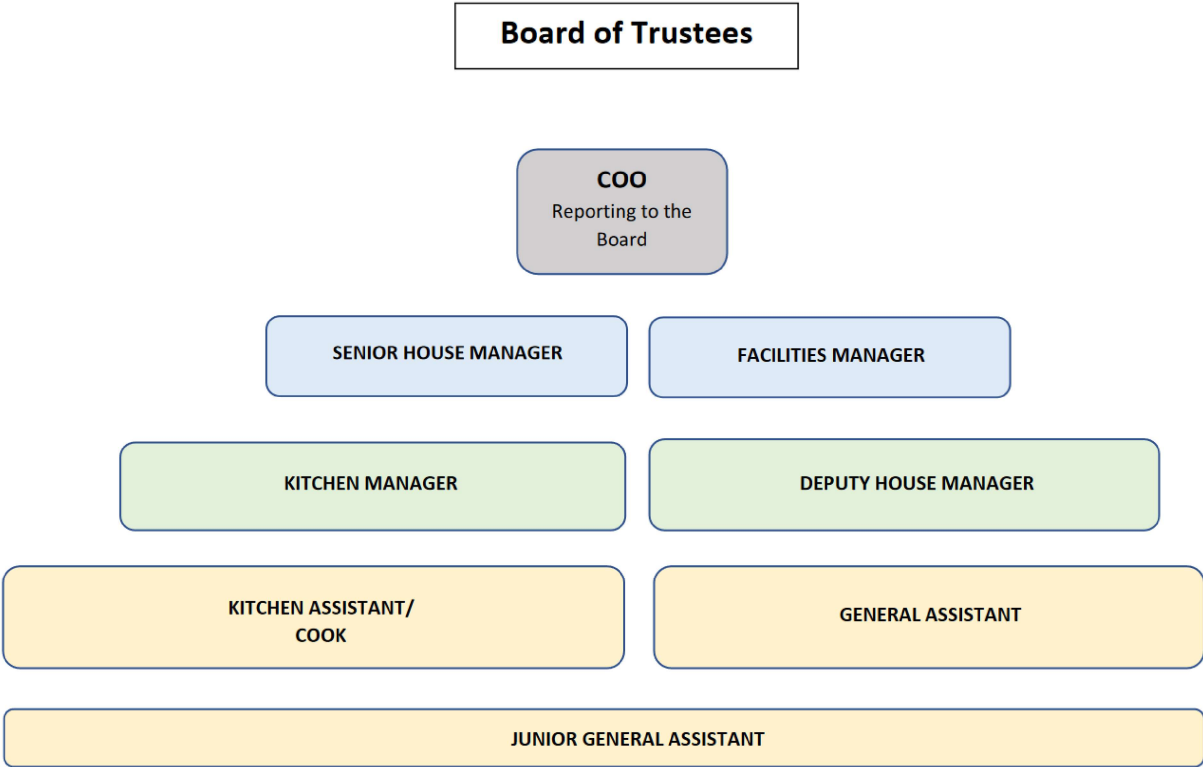 Board of Trustees
COO
Reporting to the
Board
SENIOR HOUSE MANAGER
FACILITIES MANAGER
KITCHEN MANAGER
DEPUTY HOUSE MANAGER
KITCHEN ASSISTANT/
COOK
GENERAL ASSISTANT
JUNIOR GENERAL ASSISTANT